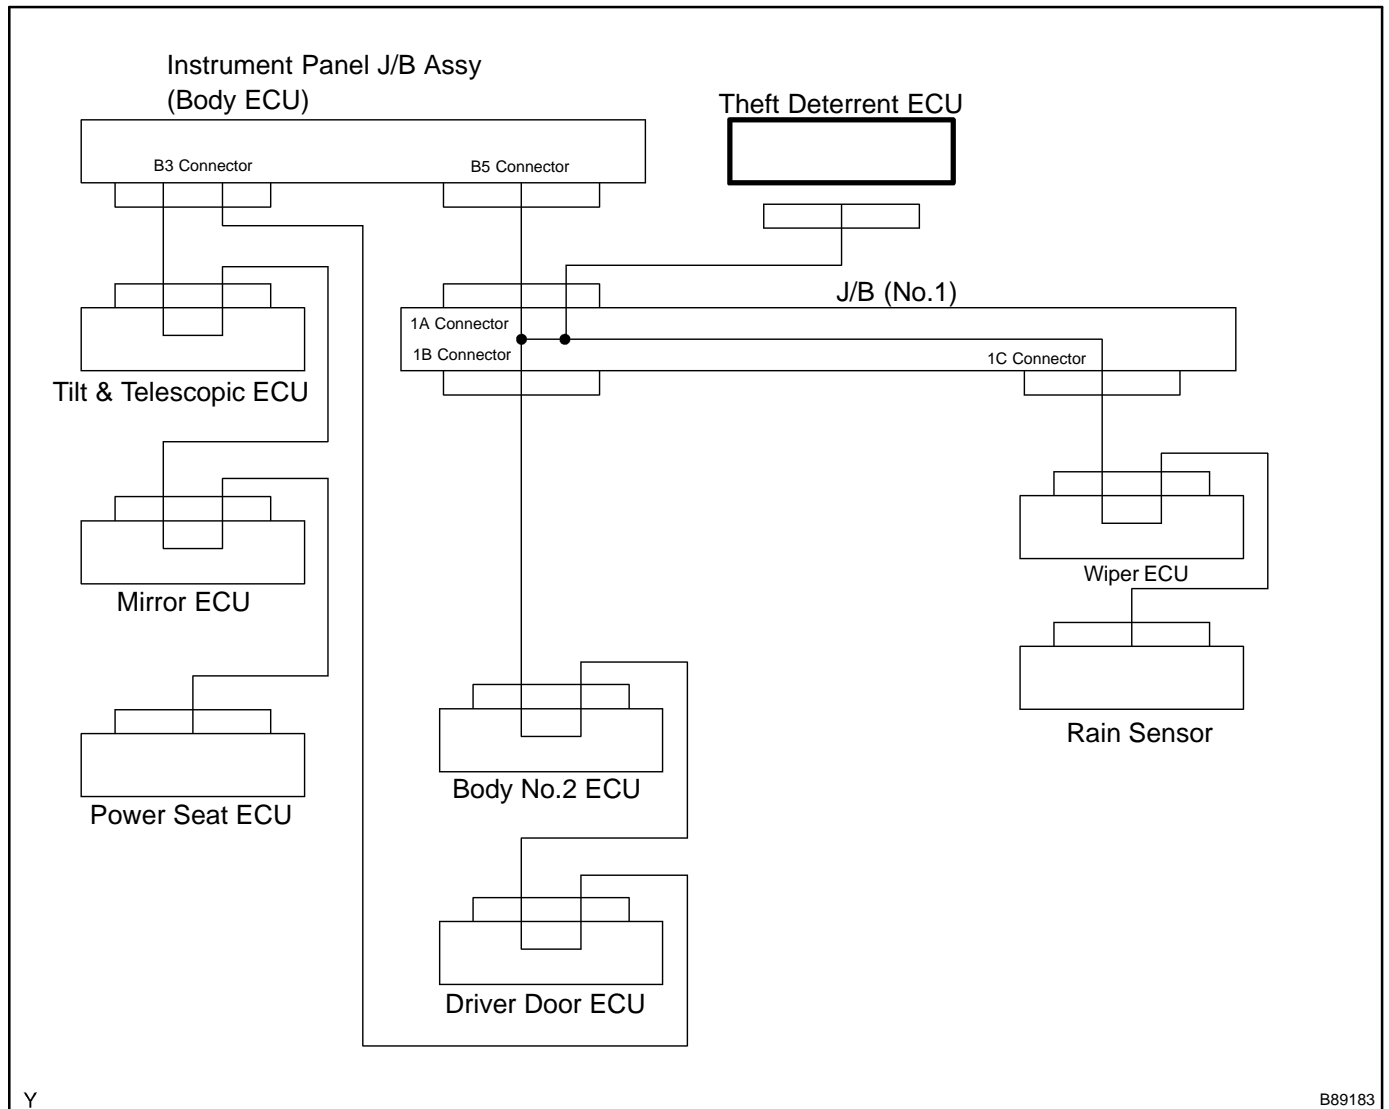 Instrument Panel J/B Assy
(Body ECU)
Theft Deterrent ECU
B3 Connector
B5 Connector
J/B (No.1)
1A Connector
1B Connector
1C Connector
Tilt & Telescopic ECU
Wiper ECU
Mirror ECU
Rain Sensor
Body No.2 ECU
Power Seat ECU
Driver Door ECU
Y
B89183